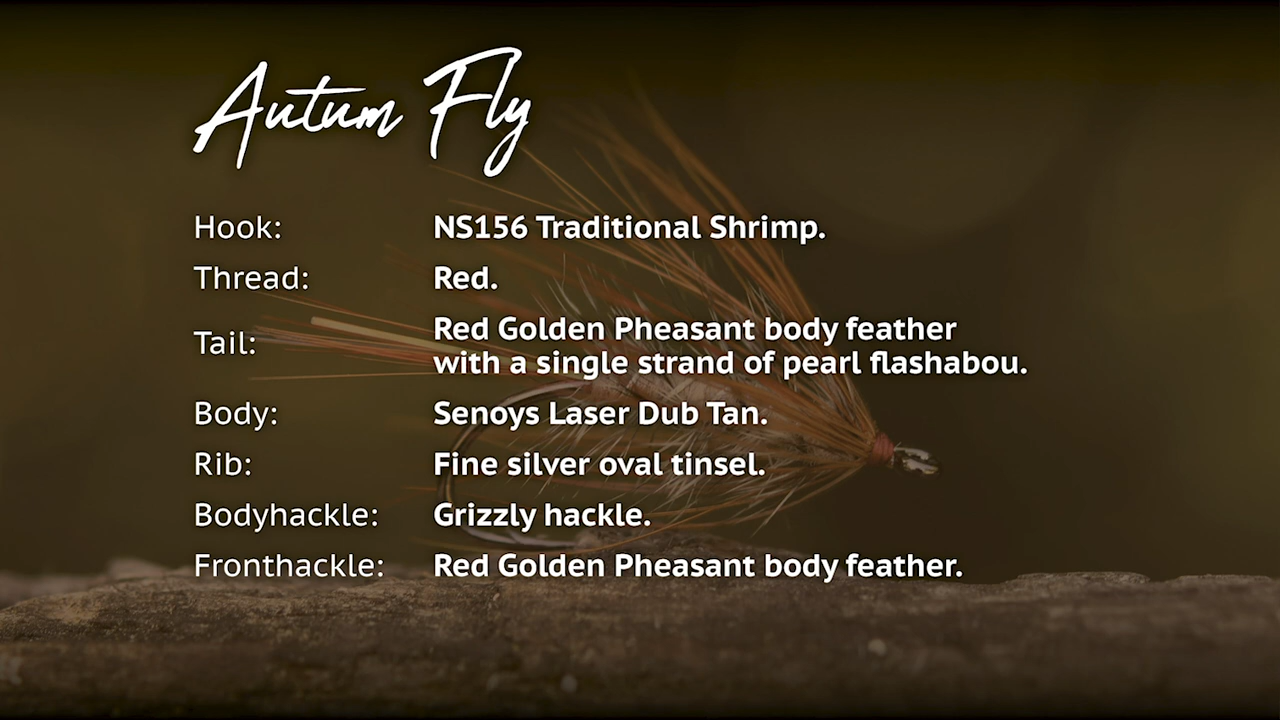 Autum Fly
Hook: NS156 Traditional Shrimp.
Thread: Red.
Tail: Red Golden Pheasant body feather
with a single strand of pearl flashabou.
Body: Senoys Laser Dub Tan.
Rib: Fine silver oval tinsel.
Bodyhackle: Grizzly hackle.
Fronthackle: Red Golden Pheasant body feather.